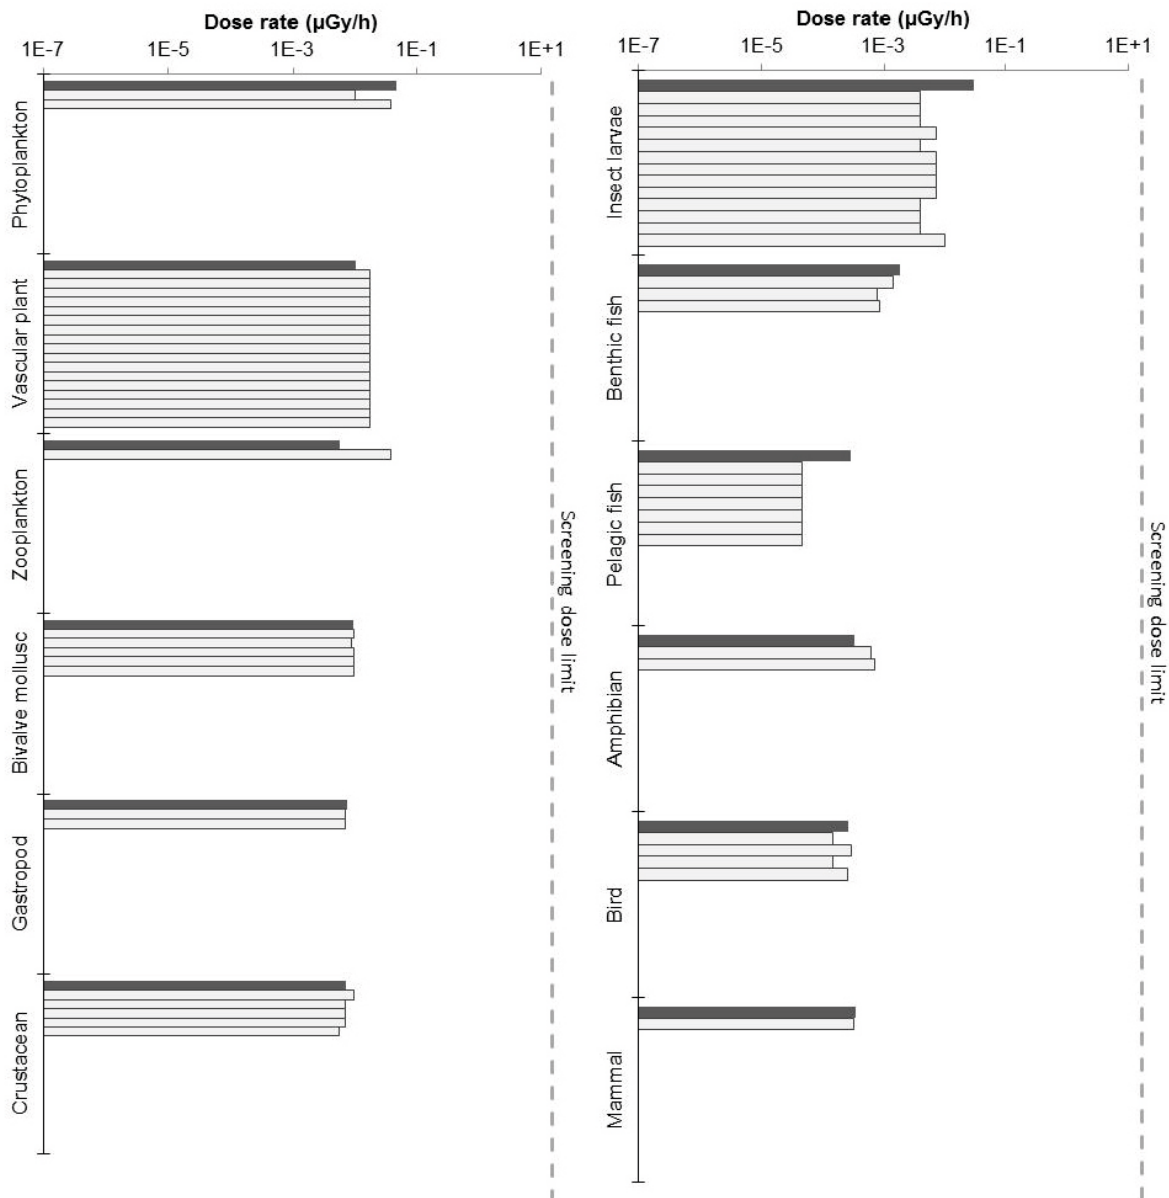 Dose rate (µGy/h)
1E-7 1E-5 1E-3 1E-1 1E+1
Phytoplankton
Vascular plant
Zooplankton
Bivalve mollusc
Gastropod
Crustacean
Screening dose limit
Dose rate (µGy/h)
1E-7 1E-5 1E-3 1E-1 1E+1
Insect larvae
Benthic fish
Pelagic fish
Amphibian
Bird
Mammal
Screening dose limit